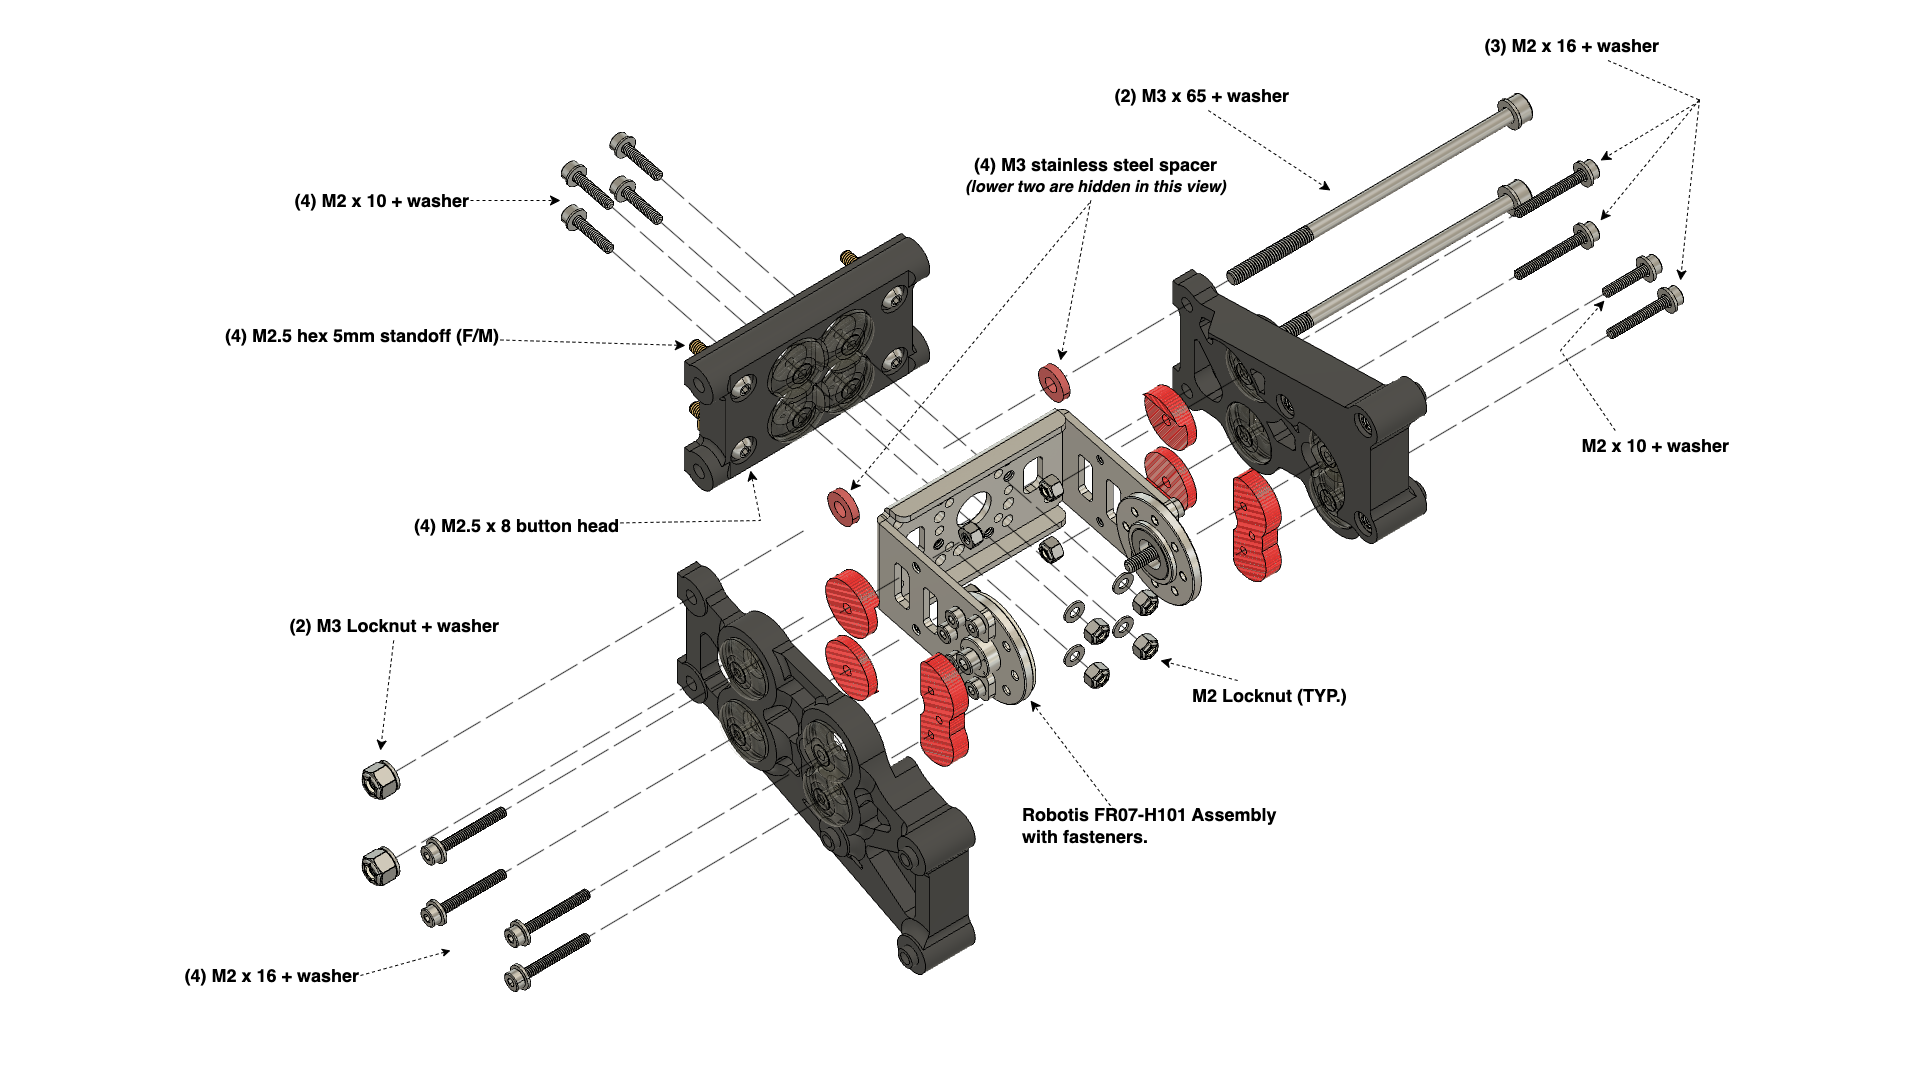 (3) M2 x 16 + washer
(2) M3 x 65 + washer
(4) M3 stainless steel spacer
(lower two are hidden in this view)
(4) M2 x 10 + washer
(4) M2.5 hex 5mm standoff (F/M)
M2 x 10 + washer
(4) M2.5 x 8 button head
(2) M3 Locknut + washer
M2 Locknut (TYP.)
Robotis FR07-H101 Assembly
with fasteners.
(4) M2 x 16 + washer